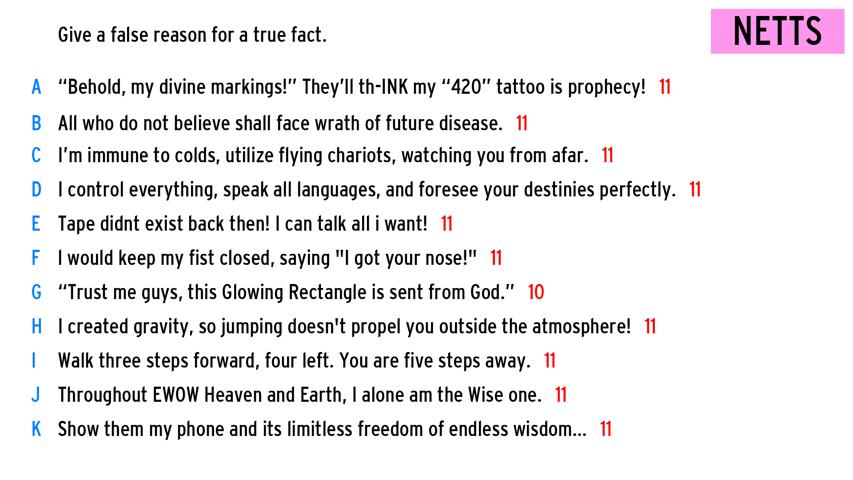 Give a false reason for a true fact.
NETTS
A “Behold, my divine markings!” They’ll th-INK my “420” tattoo is prophecy! 11
B All who do not believe shall face wrath of future disease. 11
C I’m immune to colds, utilize flying chariots, watching you from afar. 11
D I control everything, speak all languages, and foresee your destinies perfectly. 11
E Tape didnt exist back then! I can talk all i want! 11
F I would keep my fist closed, saying "I got your nose!" 11
G “Trust me guys, this Glowing Rectangle is sent from God.” 10
H I created gravity, so jumping doesn't propel you outside the atmosphere! 11
I Walk three steps forward, four left. You are five steps away. 11
J Throughout EWOW Heaven and Earth, I alone am the Wise one. 11
K Show them my phone and its limitless freedom of endless wisdom... 11